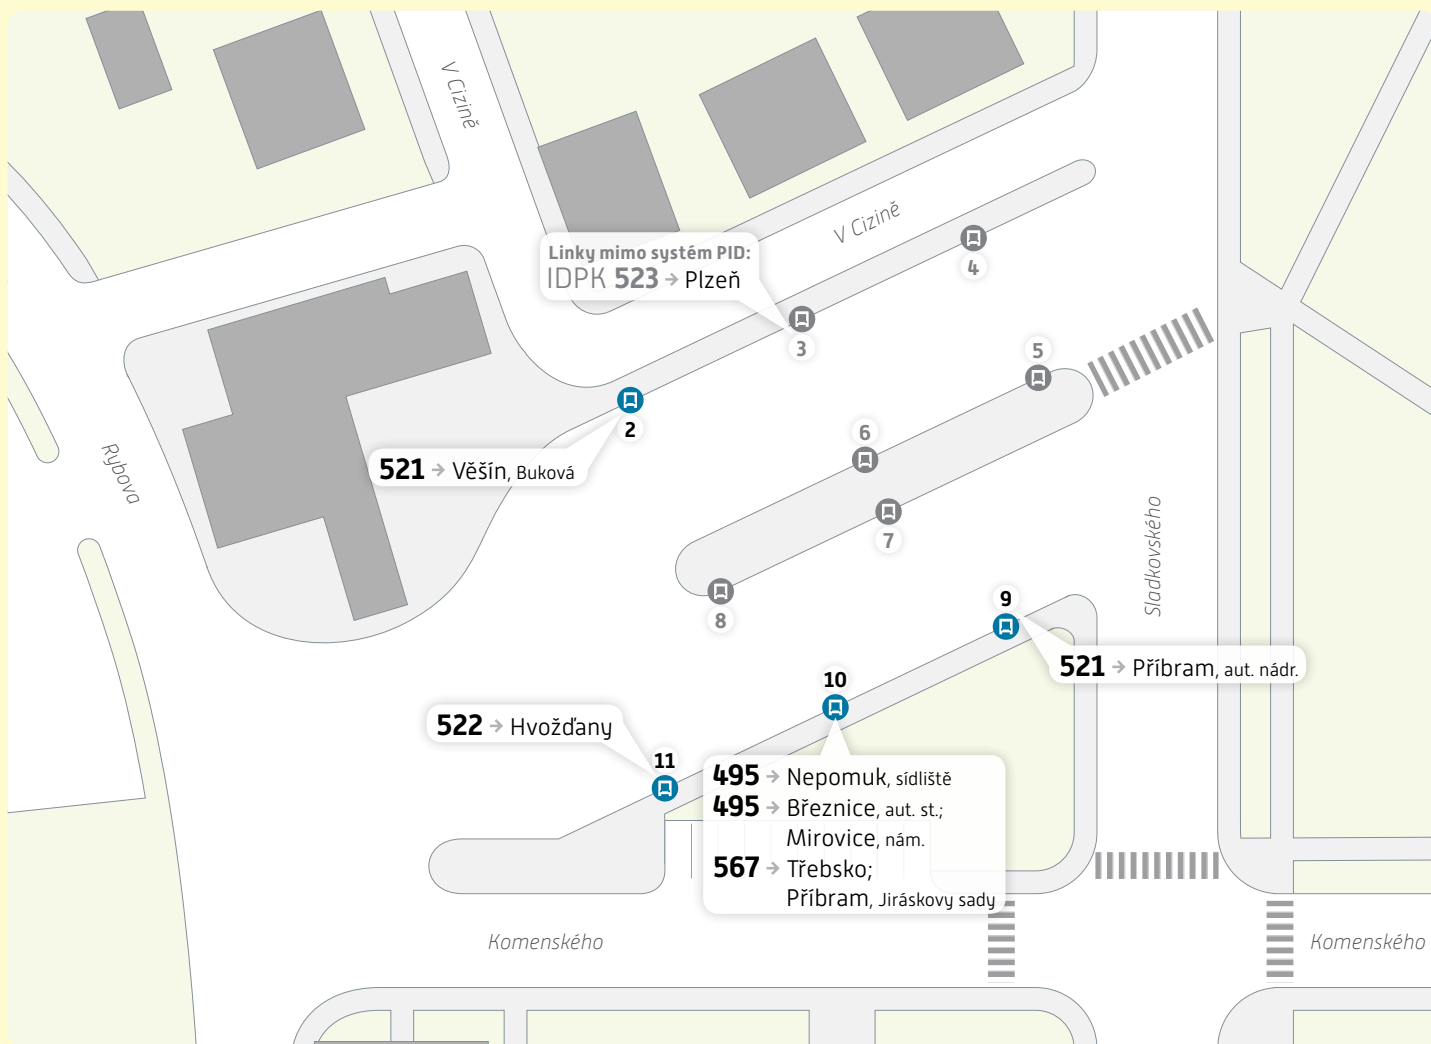 V Cizině
V Cizině
Linky mimo systém PID:
IDPK 523 → Plzeň
4
3
5
2
6
521 → Věšín, Buková
Rybova
7
Sladkovského
8
9
521 → Příbram, aut. nádr.
10
522 → Hvožďany
11
495 → Nepomuk, sídliště
495 → Březnice, aut. st.;
Mirovice, nám.
567 → Třebsko;
Příbram, Jiráskovy sady
Komenského
Komenského